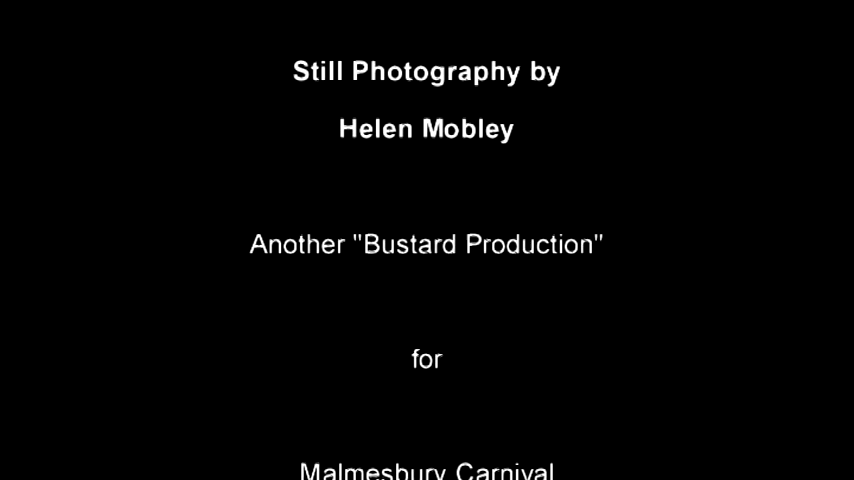 Still Photography by
Helen Mobley
Another "Bustard Production"
for
Malmesbury Carnival